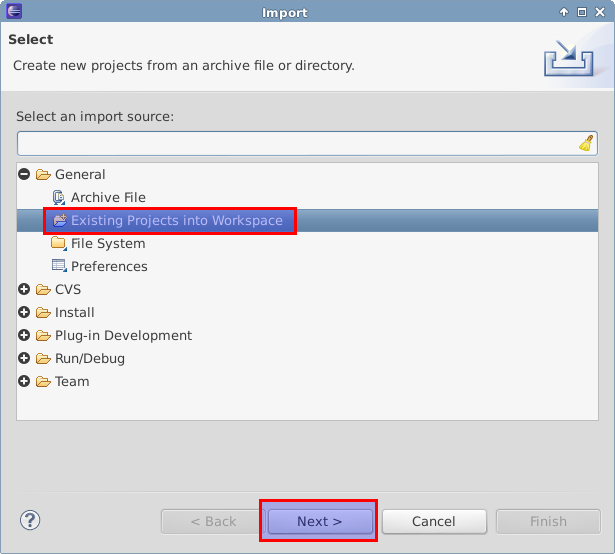 Import
Select
Create new projects from an archive file or directory.
Select an import source:
General
Archive File
Existing Projects into Workspace
File System
Preferences
CVS
Install
Plug-in Development
Run/Debug
Team
? < Back Next > Cancel Finish